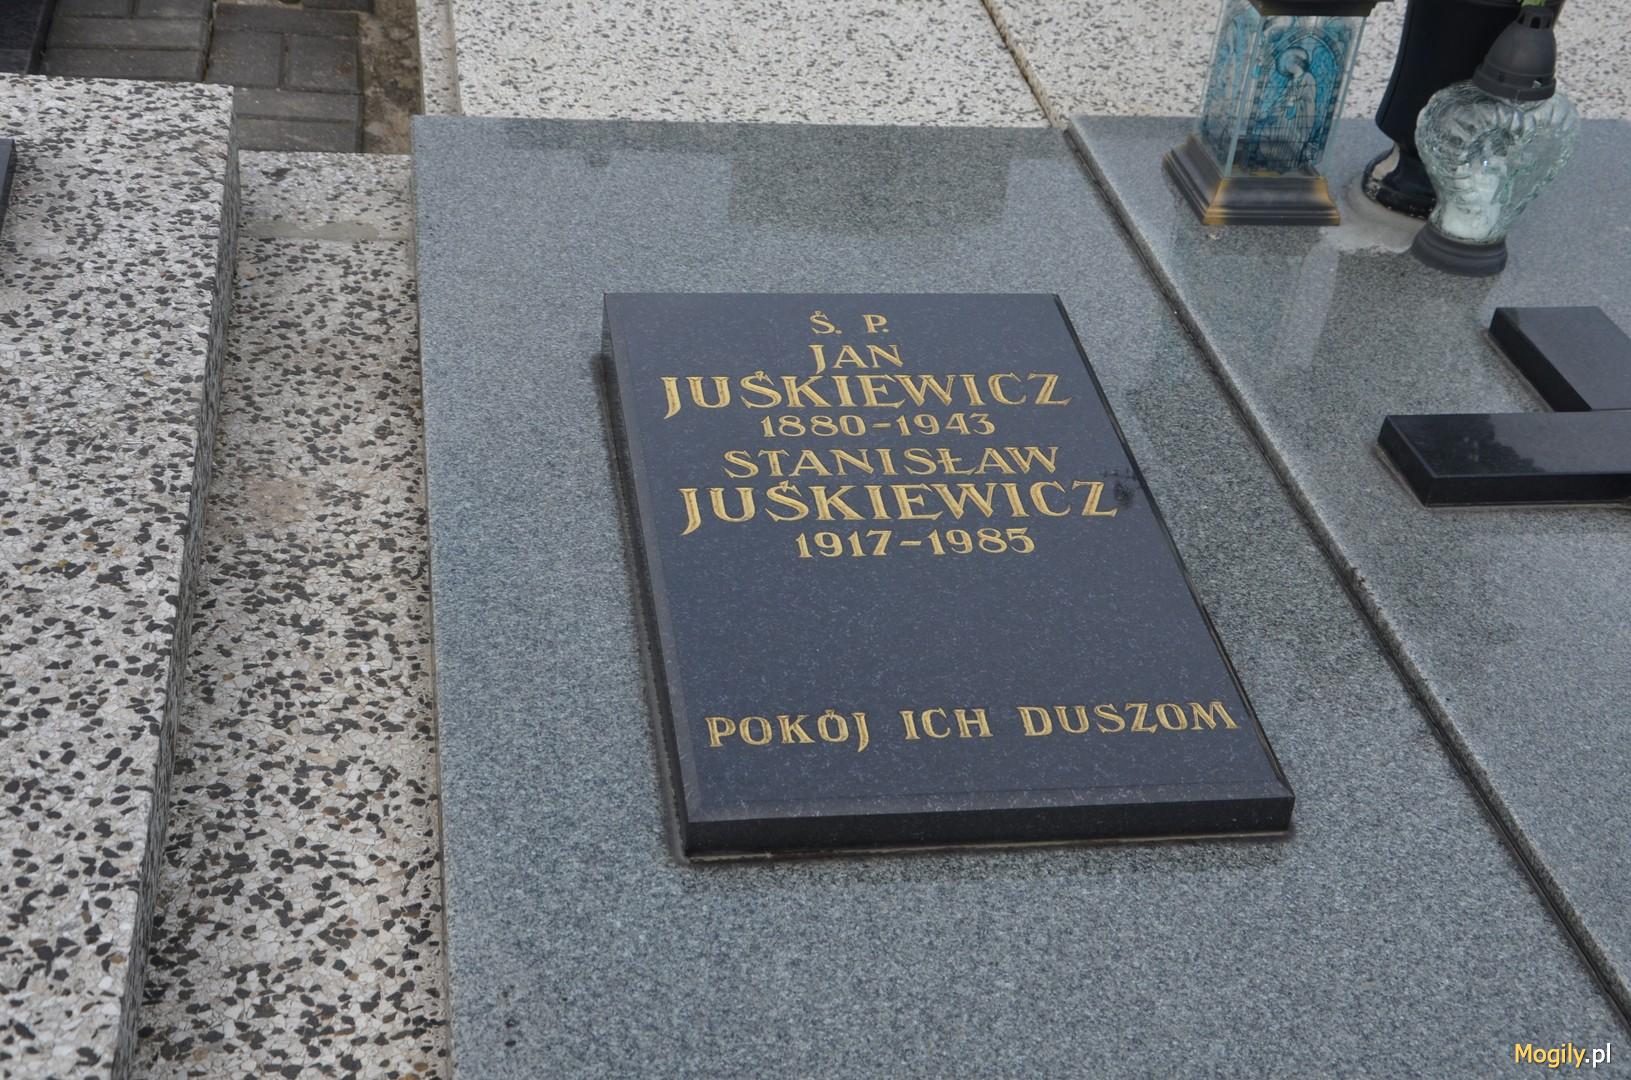 Ś. P.
JAN
JUŚKIEWICZ
1880-1943
STANISŁAW
JUŚKIEWICZ
1917-1985
POKÓJ ICH DUSZOM
Mogily.pl